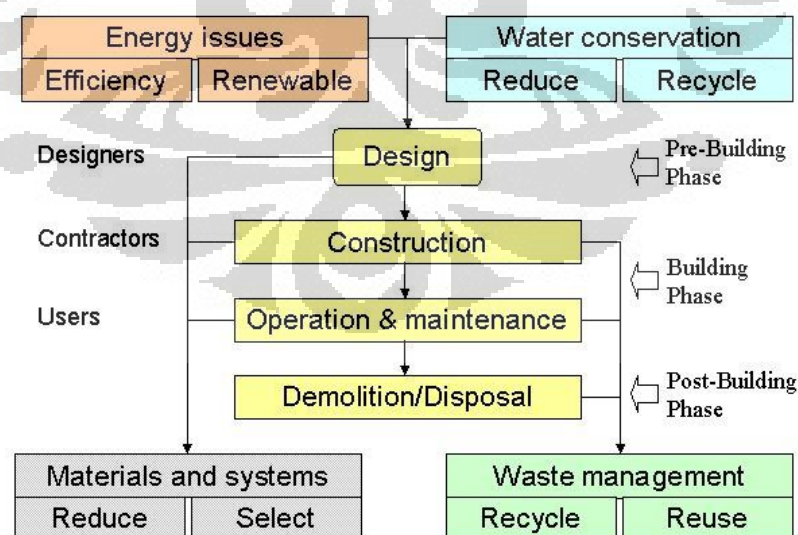 Energy issues
Water conservation
Efficiency
Renewable
Reduce
Recycle
Designers
Design
Pre-Building
Phase
Contractors
Construction
Building
Phase
Users
Operation & maintenance
Demolition/Disposal
Post-Building
Phase
Materials and systems
Waste management
Reduce
Select
Recycle
Reuse